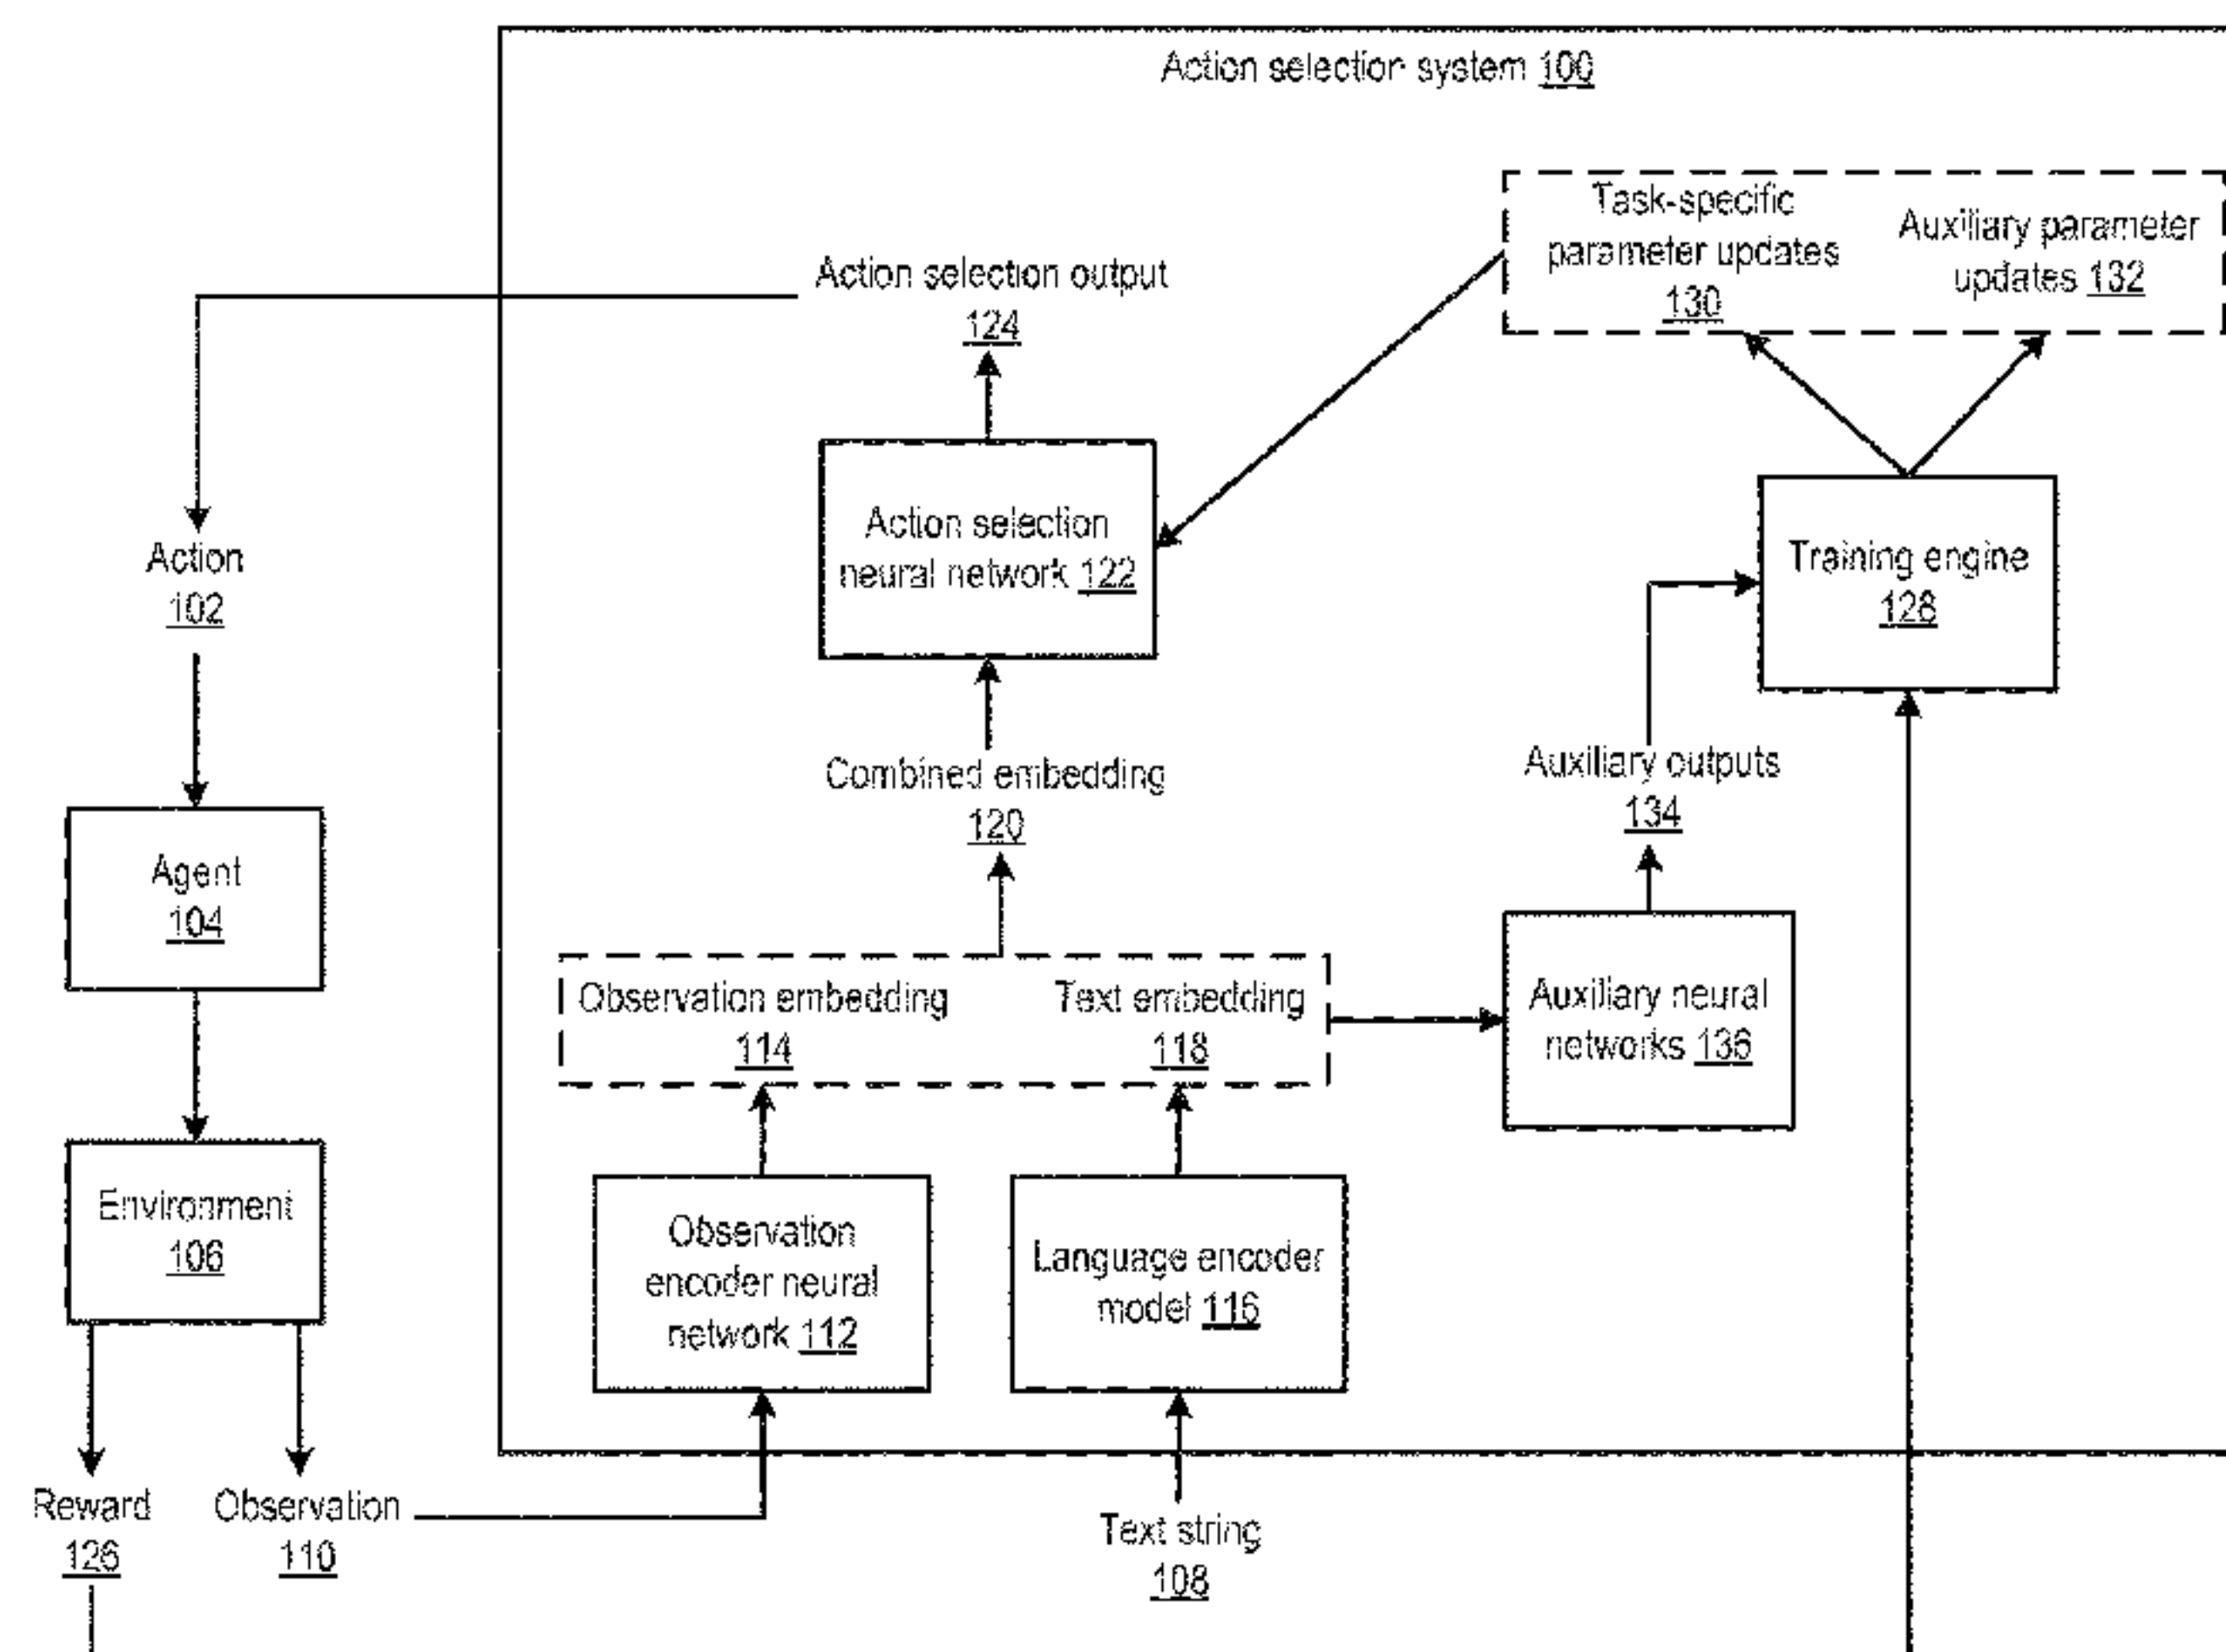 Action selection system 100
Task-specific
parameter updates
130
Auxiliary parameter
updates 132
Action selection output
124
Action selection
neural network 122
Training engine
128
Action
102
Combined embedding
120
Auxiliary outputs
134
Agent
104
Observation embedding
114
Text embedding
118
Auxiliary neural
networks 136
Environment
106
Observation
encoder neural
network 112
Language encoder
model 116
Reward
126
Observation
110
Text string
108